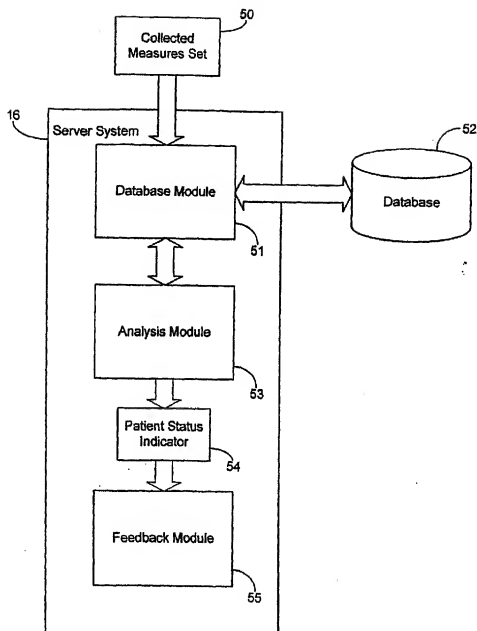 50
Collected
Measures Set
16
Server System
52
Database Module
Database
51
Analysis Module
53
Patient Status
Indicator
54
Feedback Module
55